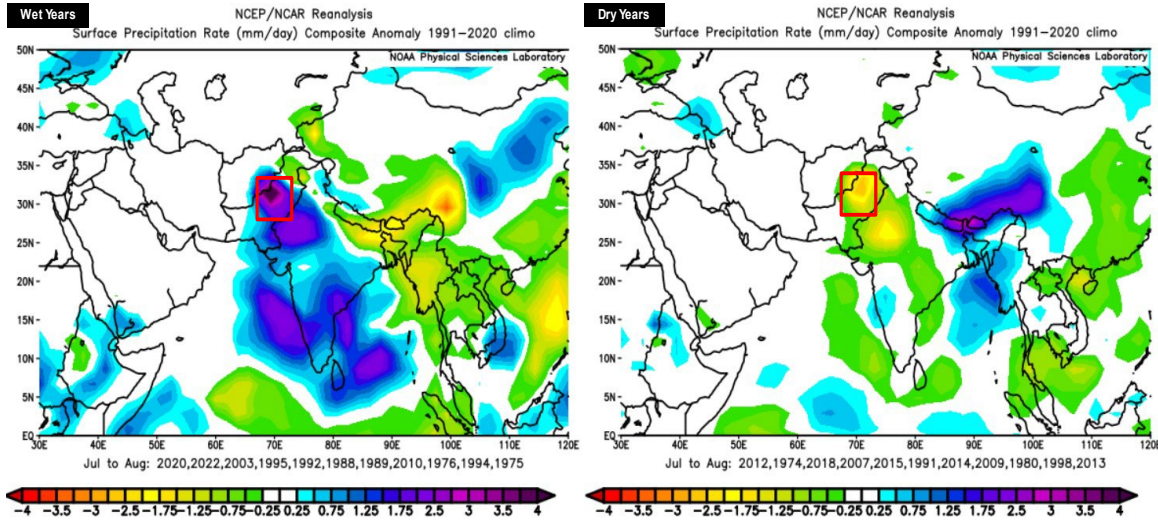 Wet Years
NCEP/NCAR Reanalysis
Surface Precipitation Rate (mm/day) Composite Anomaly 1991-2020 climo
NOAA Physical Sciences Laboratory
50N
45N
40N
35N
30N
25N
20N
15N
10N
5N
EQ
30E 40E 50E 60E 70E 80E 90E 100E 110E 120E
Jul to Aug: 2020,2022,2003,1995,1992,1988,1989,2010,1976,1994,1975
-4 -3.5 -3 -2.5 -1.75 -1.25 -0.75 0.25 0.25 0.75 1.25 1.75 2.5 3 3.5 4
Dry Years
NCEP/NCAR Reanalysis
Surface Precipitation Rate (mm/day) Composite Anomaly 1991-2020 climo
NOAA Physical Sciences Laboratory
50N
45N
40N
35N
30N
25N
20N
15N
10N
5N
EQ
30E 40E 50E 60E 70E 80E 90E 100E 110E 120E
Jul to Aug: 2012,1974,2018,2007,2015,1991,2014,2009,1980,1998,2013
-4 -3.5 -3 -2.5 -1.75 -1.25 -0.75 0.25 0.25 0.75 1.25 1.75 2.5 3 3.5 4